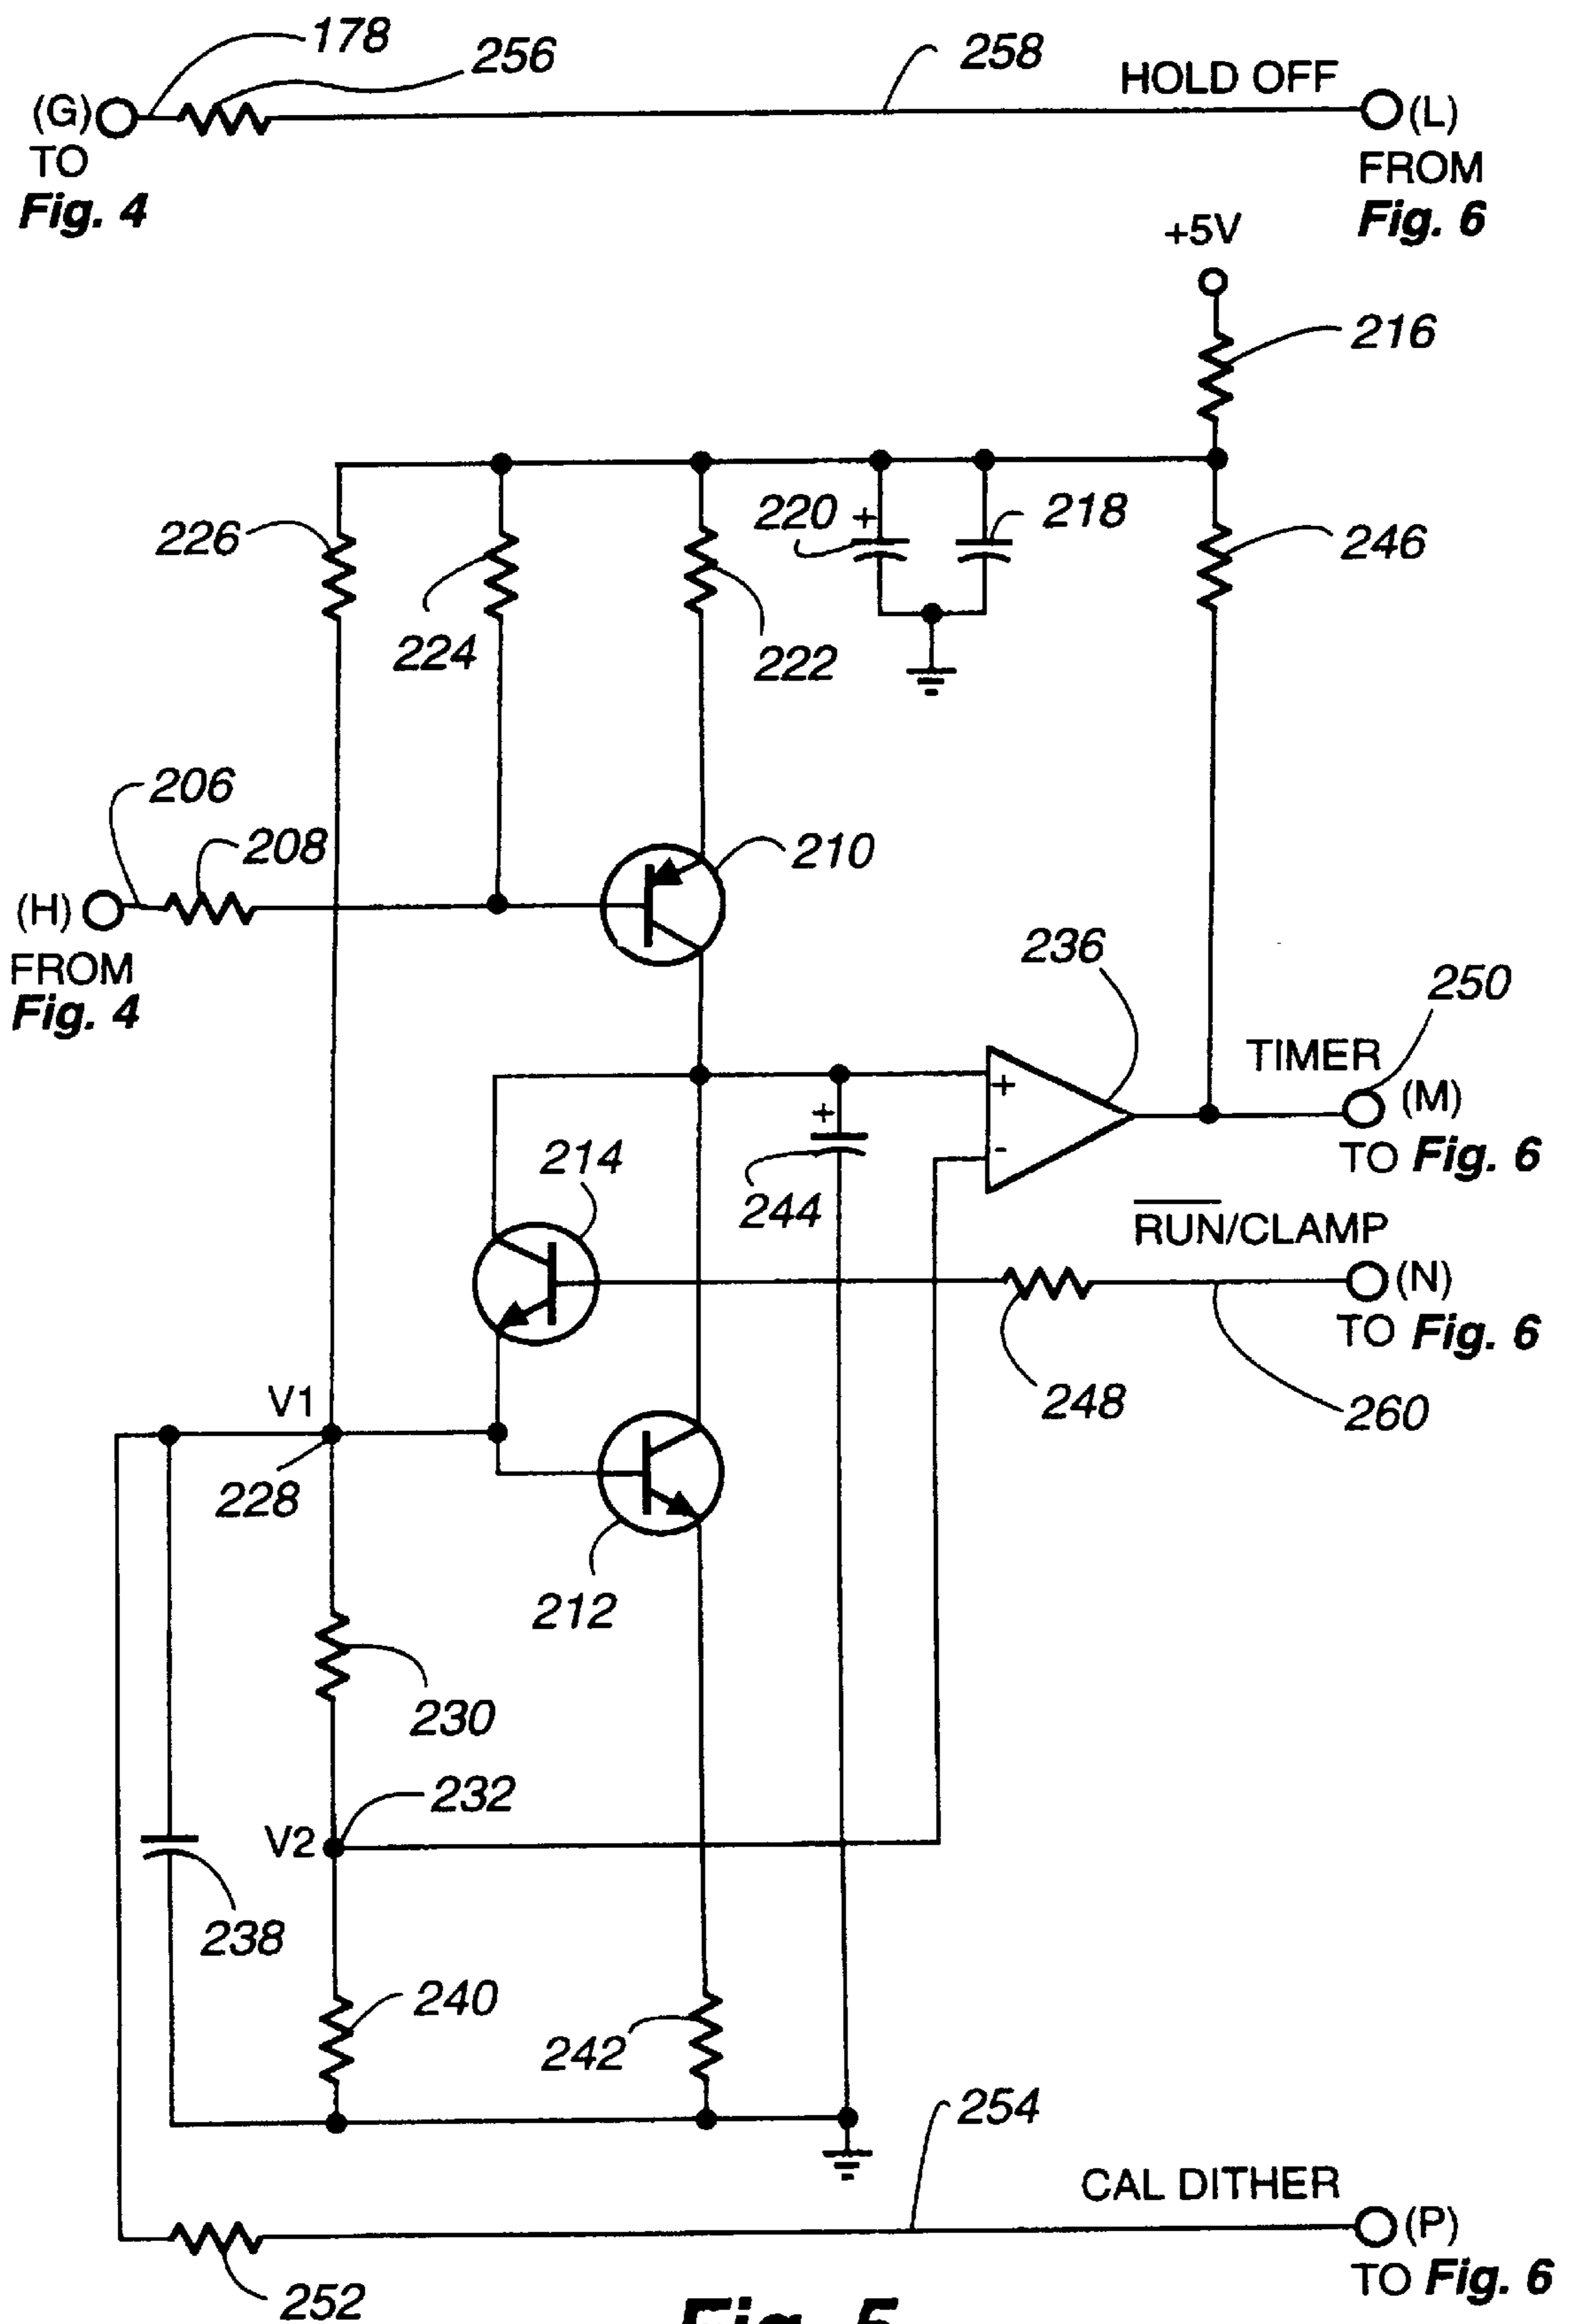 178
256
258
HOLD OFF
(G)
(L)
TO
Fig. 4
FROM
Fig. 6
+5V
216
226
220
+
218
246
224
222
206
208
210
(H)
FROM
Fig. 4
236
250
TIMER
(M)
TO Fig. 6
+
-
+
214
244
RUN/CLAMP
(N)
TO Fig. 6
V1
248
260
228
212
230
232
V2
238
240
242
254
CAL DITHER
(P)
TO Fig. 6
252
Fig. 5